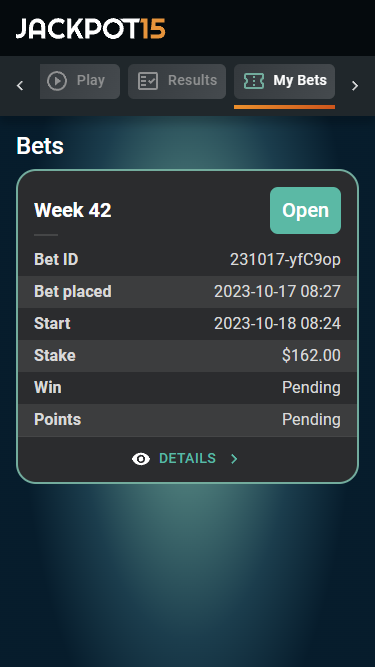 JACKPOT15
Play Results My Bets
Bets
Week 42 Open
Bet ID 231017-yfC9op
Bet placed 2023-10-17 08:27
Start 2023-10-18 08:24
Stake $162.00
Win Pending
Points Pending
DETAILS